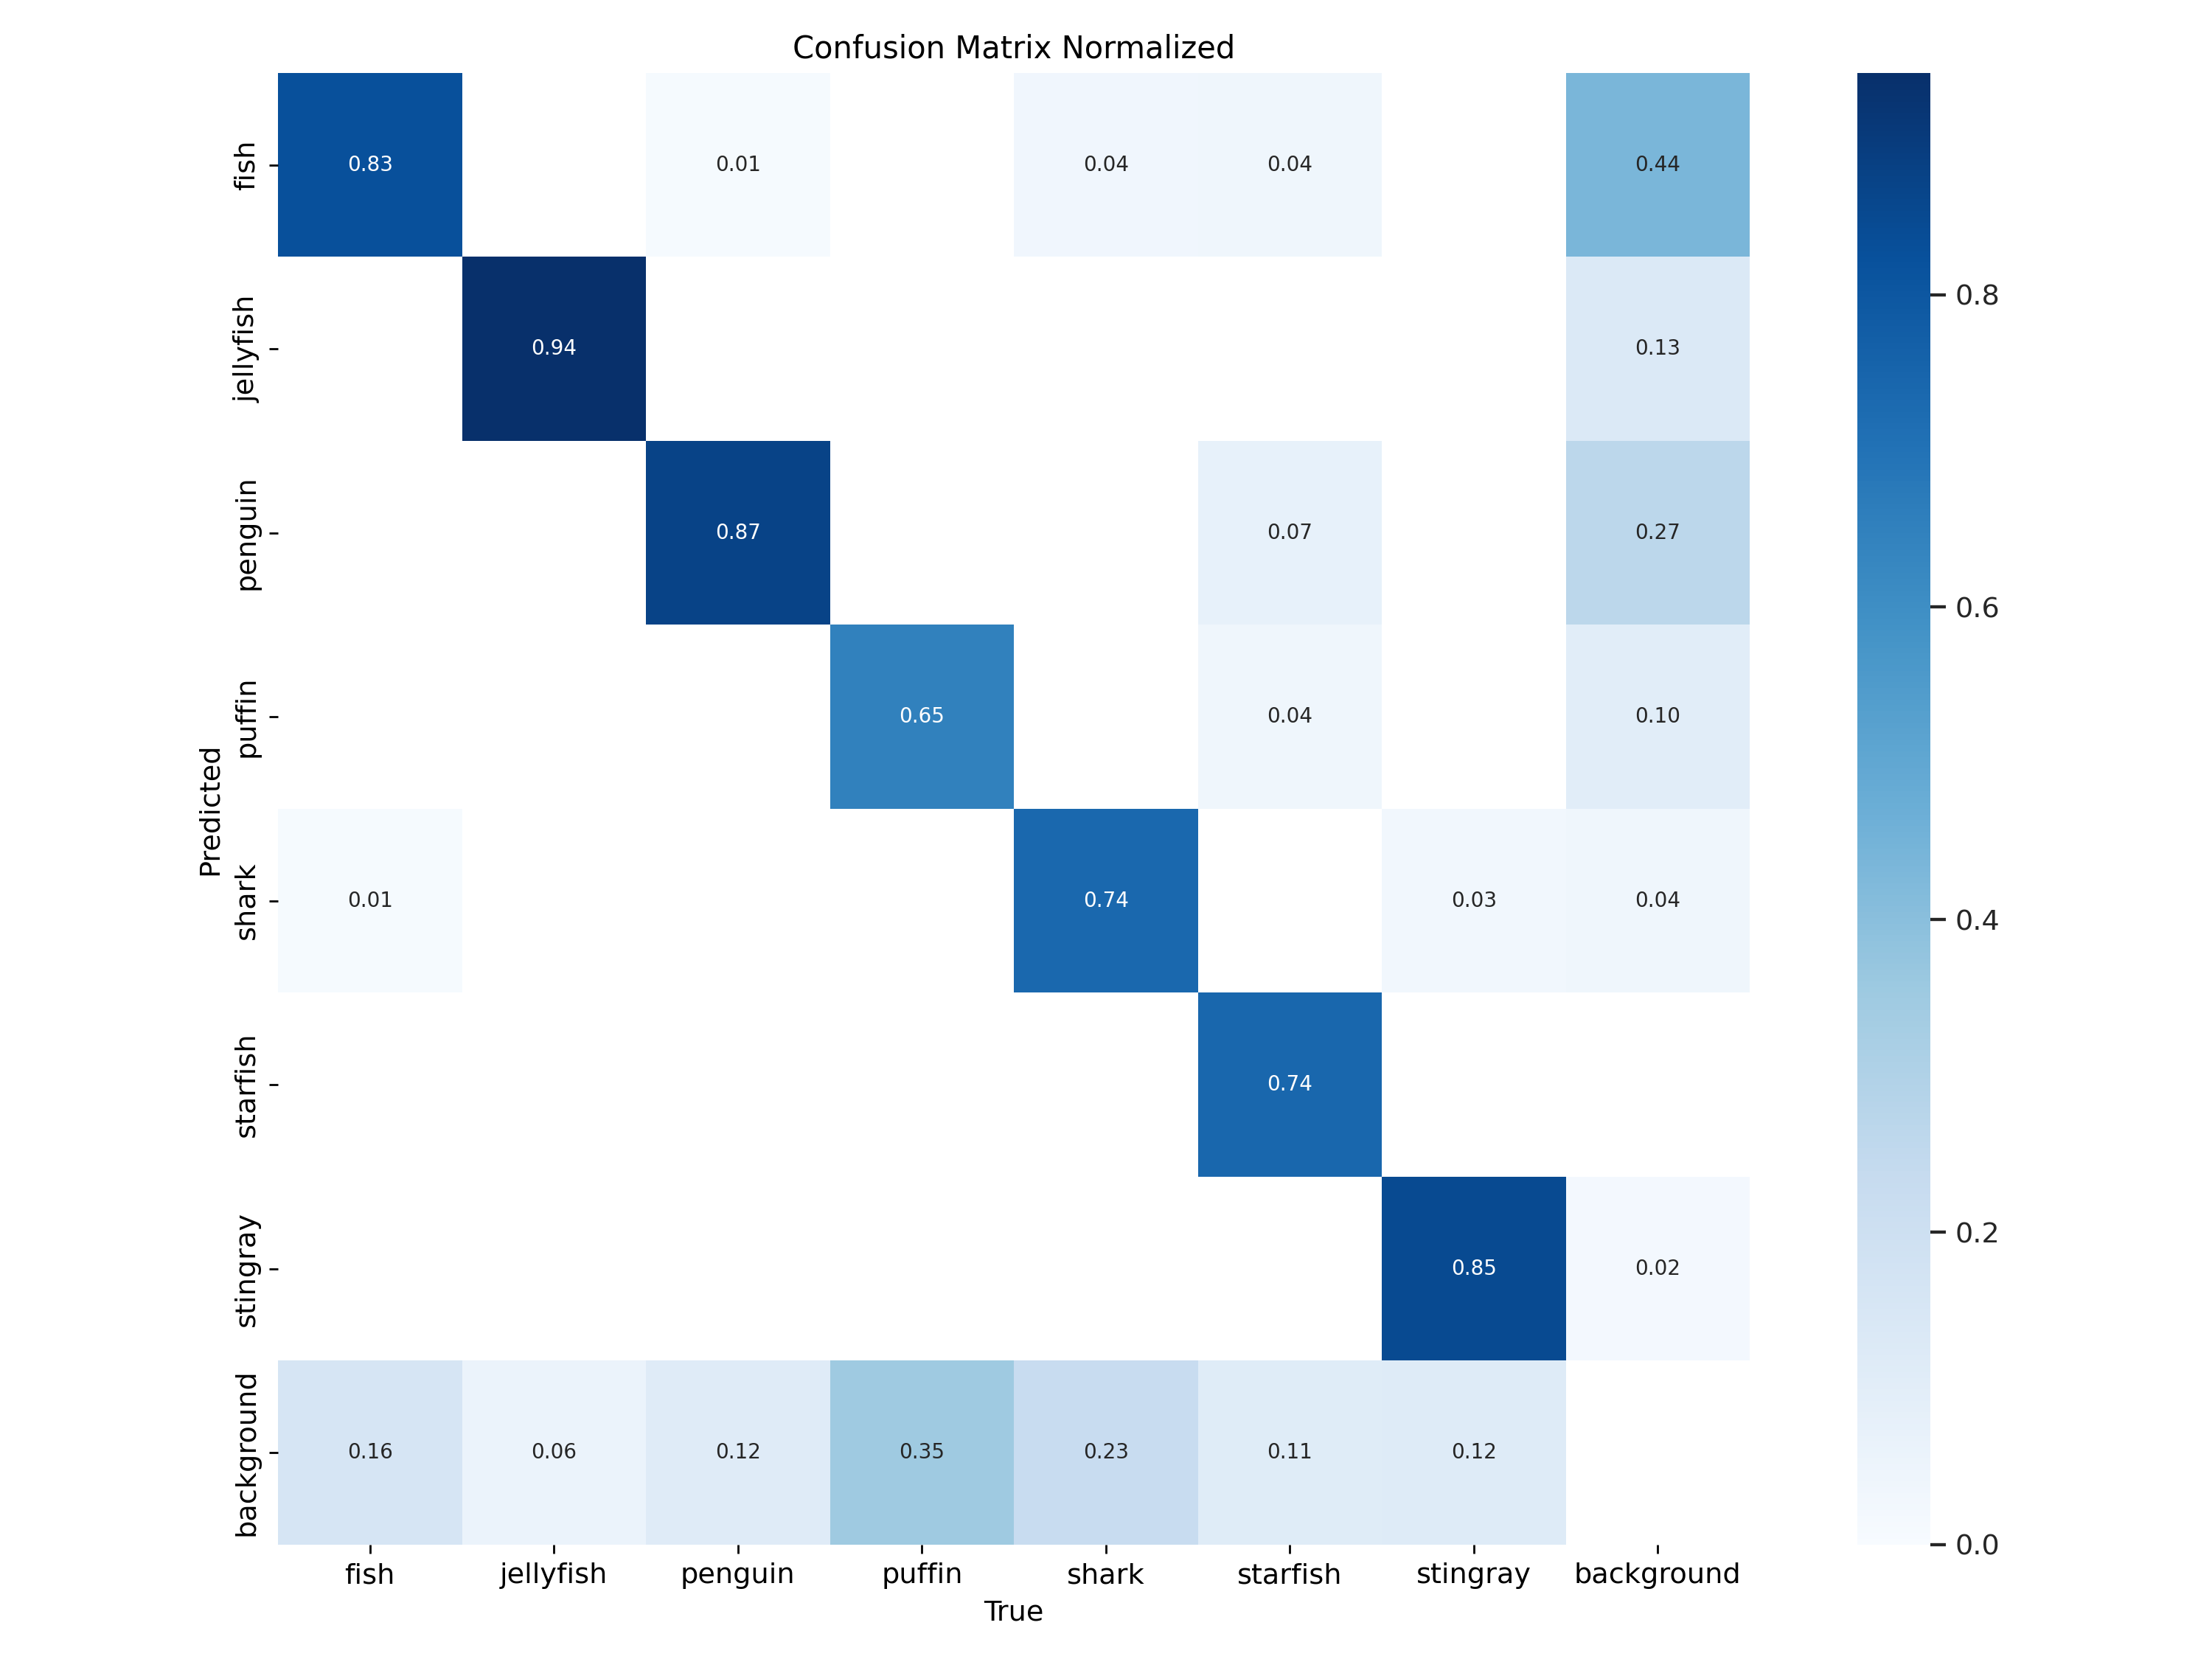 Confusion Matrix Normalized
fish 0.83 0.01 0.04 0.04 0.44
jellyfish 0.94 0.13
penguin 0.87 0.07 0.27
puffin 0.65 0.04 0.10
shark 0.01 0.74 0.03 0.04
starfish 0.74
stingray 0.85 0.02
background 0.16 0.06 0.12 0.35 0.23 0.11 0.12
Predicted
fish jellyfish penguin puffin shark starfish stingray background
True
0.8
0.6
0.4
0.2
0.0